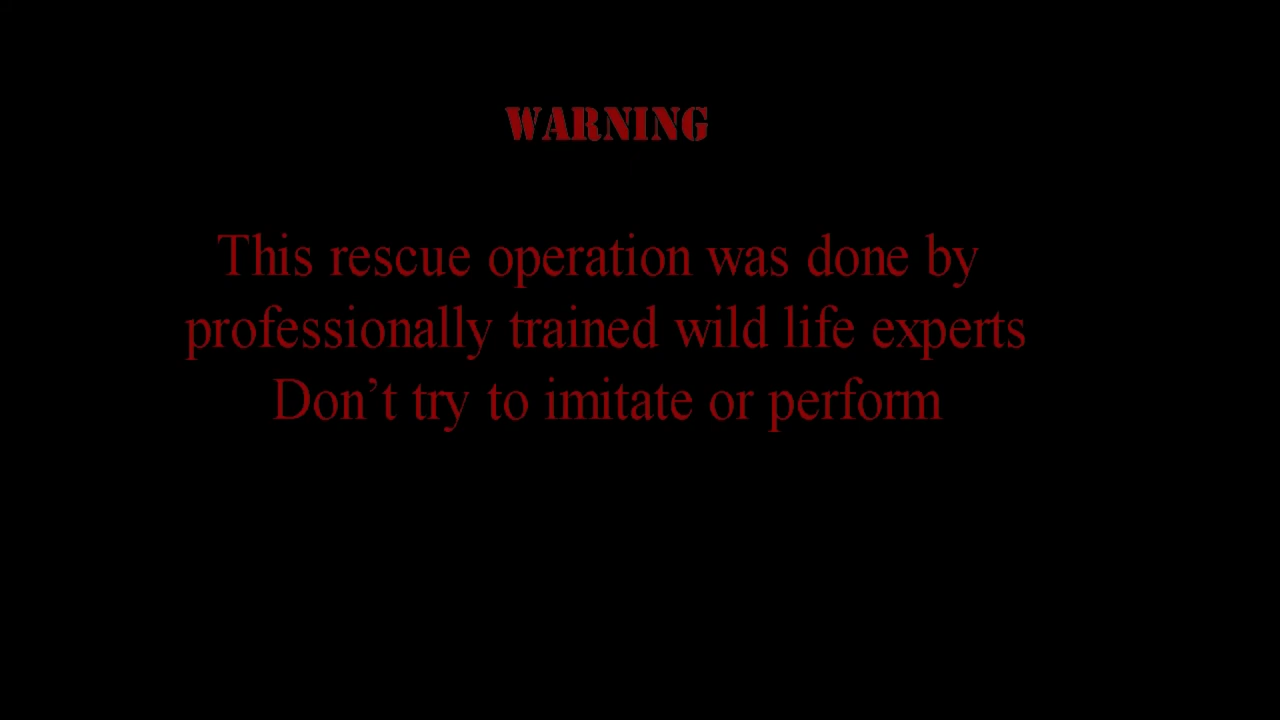 WARNING
This rescue operation was done by
professionally trained wild life experts
Don’t try to imitate or perform